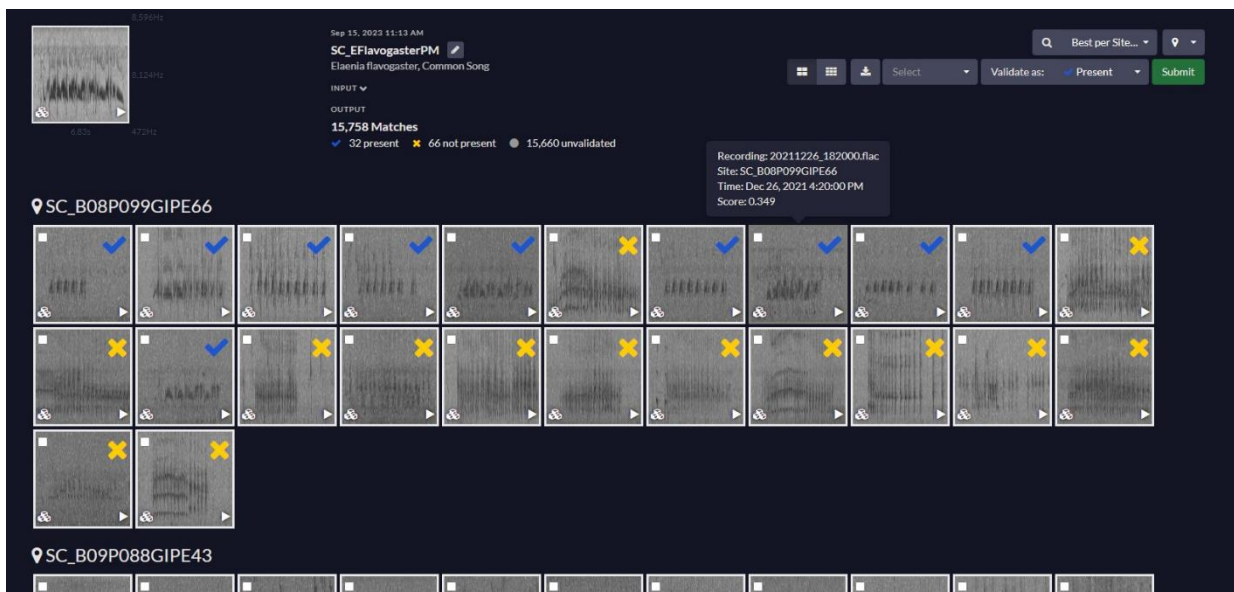 8,596Hz
8,124Hz
6.83s
472Hz
Sep 15, 2023 11:13 AM
SC_EFlavogasterPM
Elaenia flavogaster, Common Song
INPUT
OUTPUT
15,758 Matches
32 present 66 not present 15,660 unvalidated
Best per Site...
Select
Validate as:
Present
Submit
Recording: 20211226_182000.flac
Site: SC_B08P099GIPE66
Time: Dec 26, 2021 4:20:00 PM
Score: 0.349
SC_B08P099GIPE66
SC_B09P088GIPE43